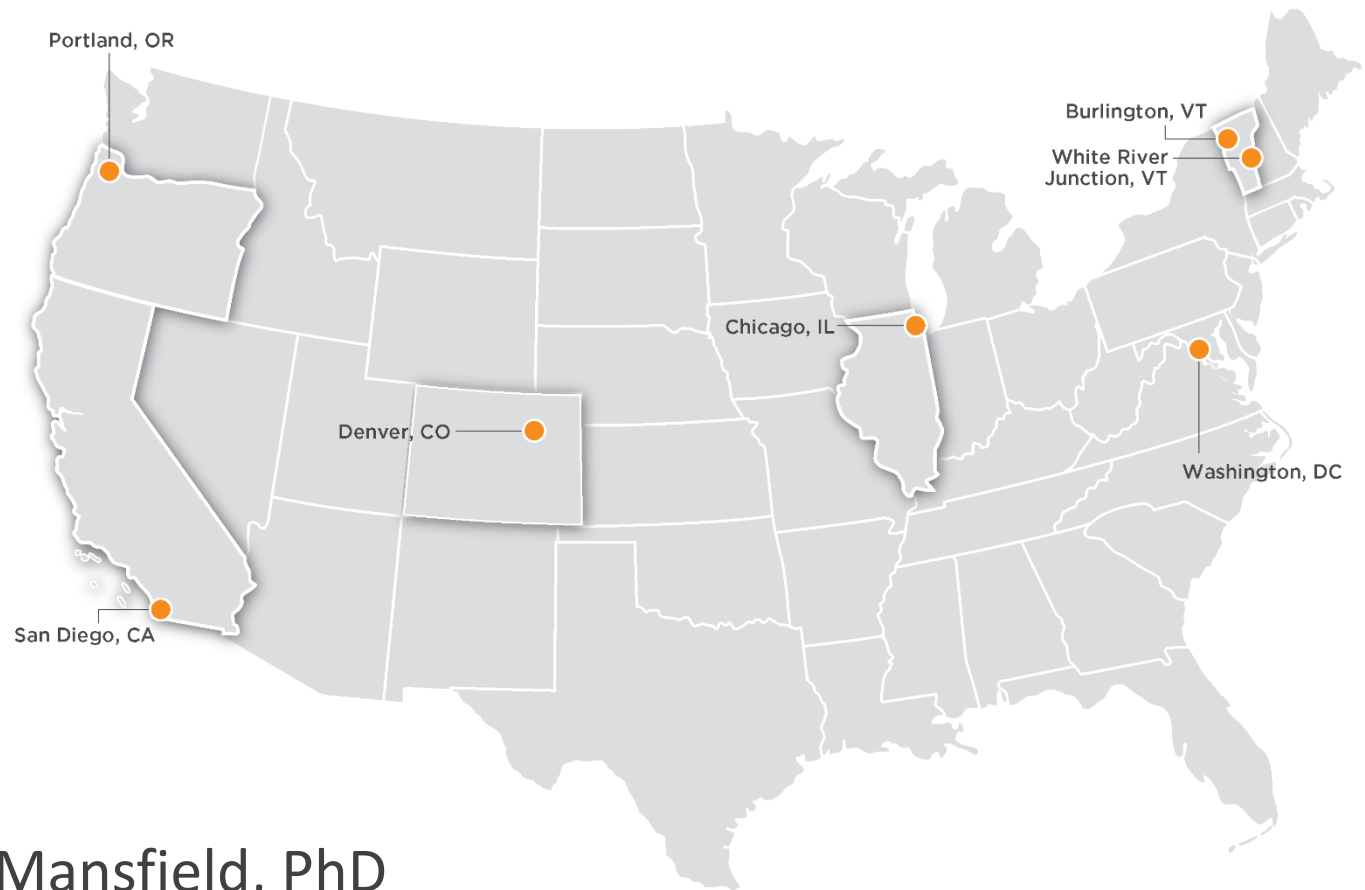 Portland, OR
Burlington, VT
White River
Junction, VT
Chicago, IL
Denver, CO
Washington, DC
San Diego, CA
Mansfield, PhD